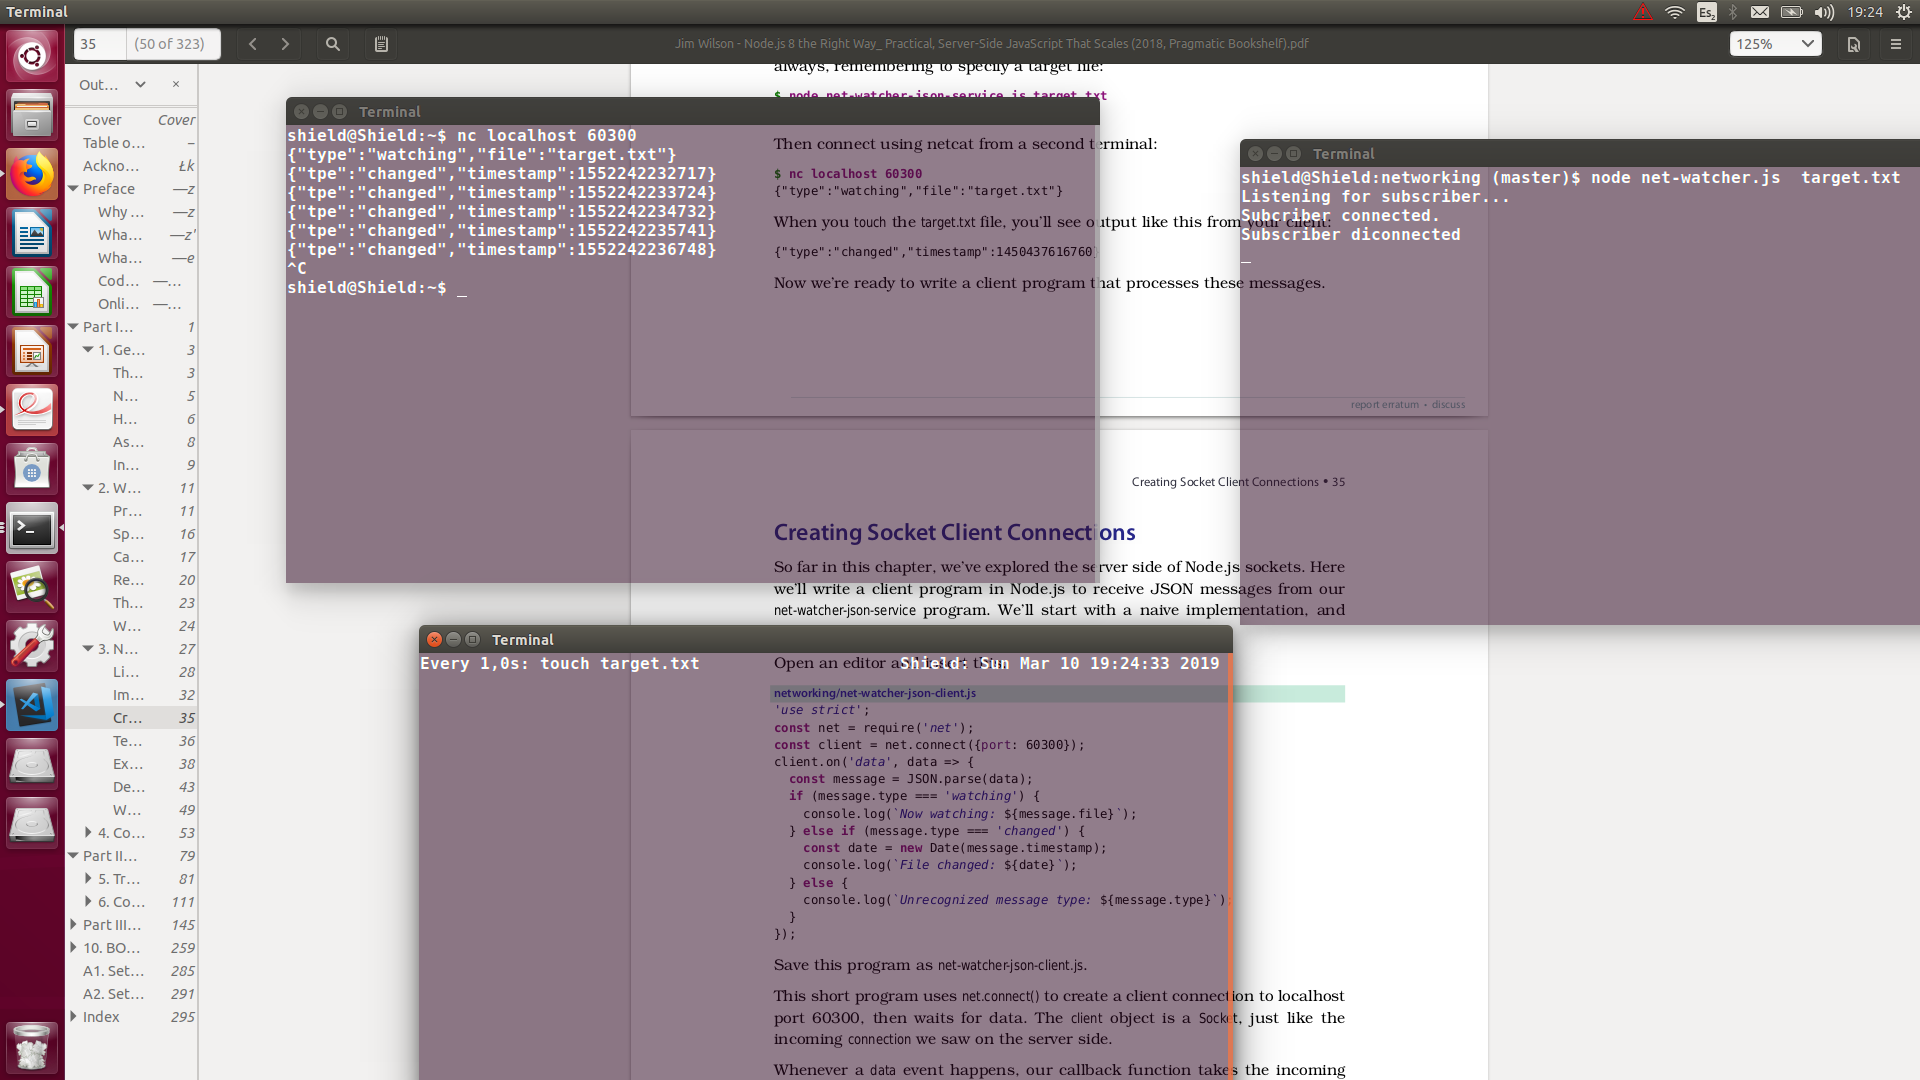 Terminal
Es2
19:24
35 (50 of 323)
Jim Wilson - Node.js 8 the Right Way_ Practical, Server-Side JavaScript That Scales (2018, Pragmatic Bookshelf).pdf
125%
Out...
Cover Cover
Table o... –
Ackno... Łk
Preface —z
Why ... —z
Wha... —z'
Wha... —e
Cod... —...
Onli... —...
Part I... 1
1. Ge... 3
Th... 3
N... 5
H... 6
As... 8
In... 9
2. W... 11
Pr... 11
Sp... 16
Ca... 17
Re... 20
Th... 23
W... 24
3. N... 27
Li... 28
Im... 32
Cr... 35
Te... 36
Ex... 38
De... 43
W... 49
4. Co... 53
Part II... 79
5. Tr... 81
6. Co... 111
Part III... 145
10. BO... 259
A1. Set... 285
A2. Set... 291
Index 295
always, remembering to specify a target file:
$ node net-watcher-json-service.js target.txt
Then connect using netcat from a second terminal:
$ nc localhost 60300
{"type":"watching","file":"target.txt"}
When you touch the target.txt file, you'll see output like this from your client:
{"type":"changed","timestamp":1450437616760}
Now we're ready to write a client program that processes these messages.
report erratum • discuss
Creating Socket Client Connections • 35
Creating Socket Client Connections
So far in this chapter, we've explored the server side of Node.js sockets. Here
we'll write a client program in Node.js to receive JSON messages from our
net-watcher-json-service program. We'll start with a naive implementation, and
Open an editor a
networking/net-watcher-json-client.js
'use strict';
const net = require('net');
const client = net.connect({port: 60300});
client.on('data', data => {
const message = JSON.parse(data);
if (message.type === 'watching') {
console.log(`Now watching: ${message.file}`);
} else if (message.type === 'changed') {
const date = new Date(message.timestamp);
console.log(`File changed: ${date}`);
} else {
console.log(`Unrecognized message type: ${message.type}`);
}
});
Save this program as net-watcher-json-client.js.
This short program uses net.connect() to create a client connection to localhost
port 60300, then waits for data. The client object is a Socket, just like the
incoming connection we saw on the server side.
Whenever a data event happens, our callback function takes the incoming
Terminal
shield@Shield:~$ nc localhost 60300
{"type":"watching","file":"target.txt"}
{"tpe":"changed","timestamp":1552242232717}
{"tpe":"changed","timestamp":1552242233724}
{"tpe":"changed","timestamp":1552242234732}
{"tpe":"changed","timestamp":1552242235741}
{"tpe":"changed","timestamp":1552242236748}
^C
shield@Shield:~$ _
Terminal
shield@Shield:networking (master)$ node net-watcher.js  target.txt
Listening for subscriber...
Subcriber connected.
Subscriber diconnected
_
Terminal
Every 1,0s: touch target.txt Shield: Sun Mar 10 19:24:33 2019